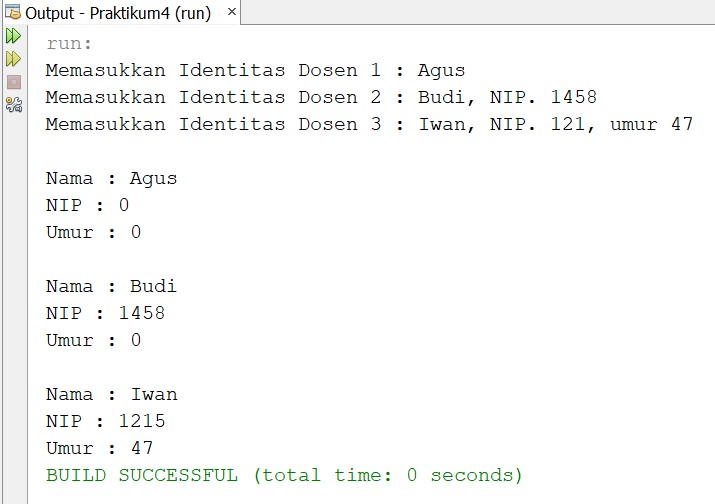 Output - Praktikum4 (run) ×
run:
Memasukkan Identitas Dosen 1 : Agus
Memasukkan Identitas Dosen 2 : Budi, NIP. 1458
Memasukkan Identitas Dosen 3 : Iwan, NIP. 121, umur 47
Nama : Agus
NIP : 0
Umur : 0
Nama : Budi
NIP : 1458
Umur : 0
Nama : Iwan
NIP : 1215
Umur : 47
BUILD SUCCESSFUL (total time: 0 seconds)